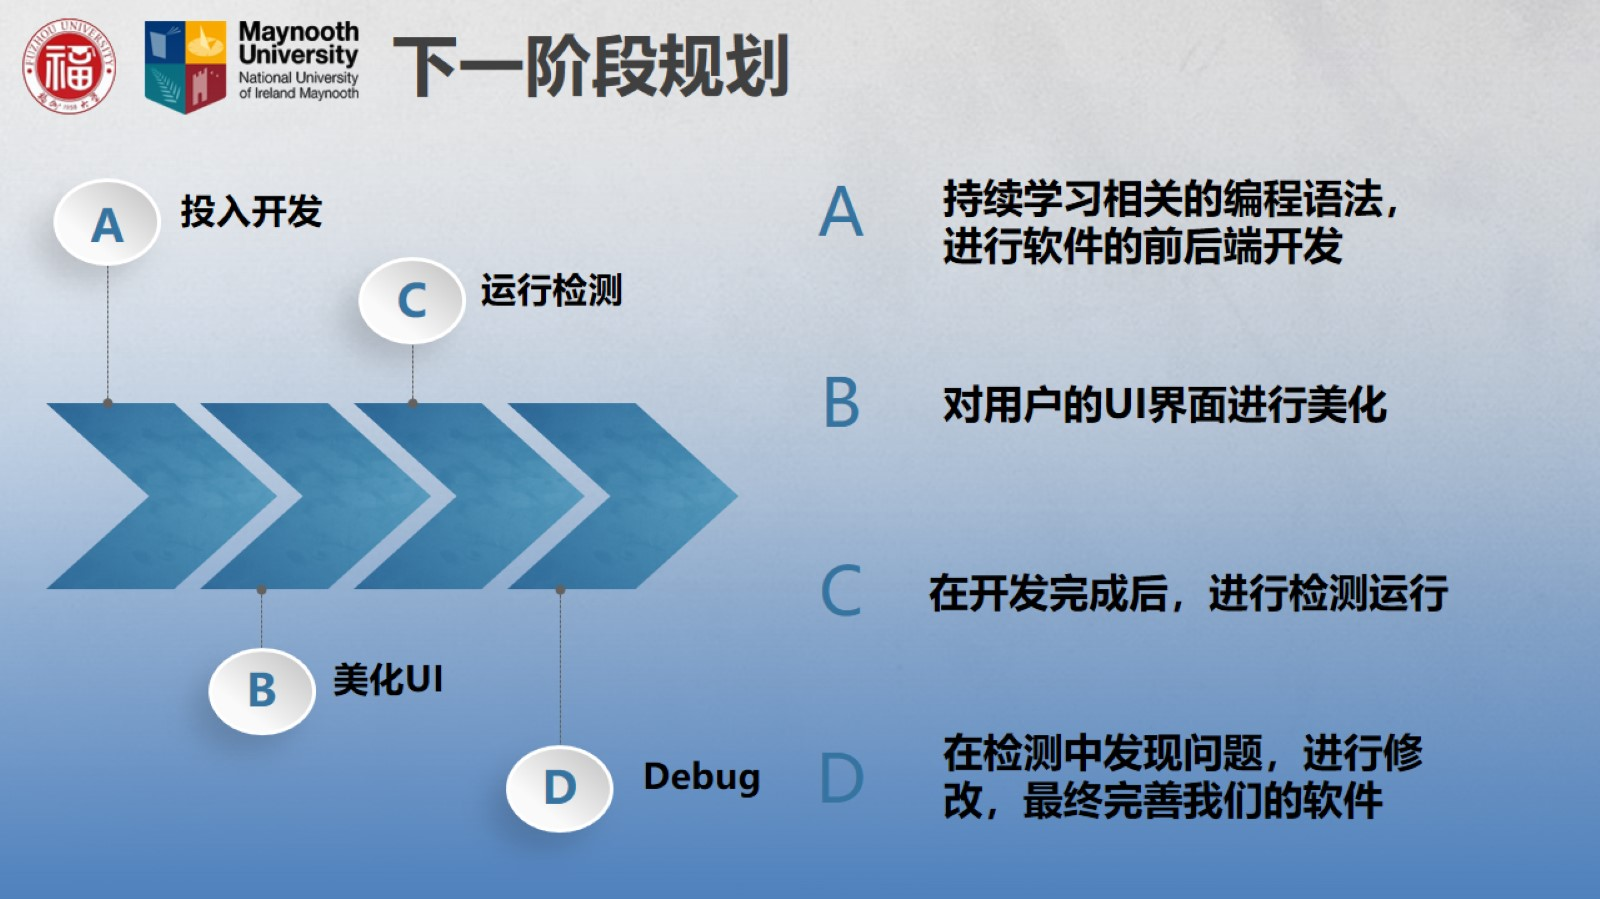 FUZHOU UNIVERSITY
福
1958
Maynooth
University
National University
of Ireland Maynooth
下一阶段规划
A
投入开发
C
运行检测
B
美化UI
D
Debug
A
持续学习相关的编程语法,
进行软件的前后端开发
B
对用户的UI界面进行美化
C
在开发完成后，进行检测运行
D
在检测中发现问题，进行修
改，最终完善我们的软件